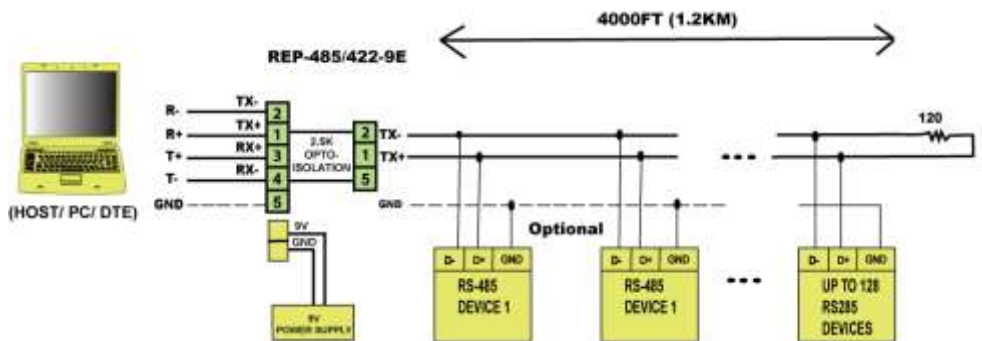 4000FT (1.2KM)
REP-485/422-9E
R- TX- 2
R+ TX+ 1
T+ RX+ 3
T- RX- 4
GND 5
2.5K
OPTO-
ISOLATION
2 TX-
1 TX+
5
GND
120
(HOST/ PC/ DTE)
Optional
9V
GND
9V
POWER SUPPLY
D- D+ GND
RS-485
DEVICE 1
D- D+ GND
RS-485
DEVICE 1
D- D+ GND
UP TO 128
RS285
DEVICES